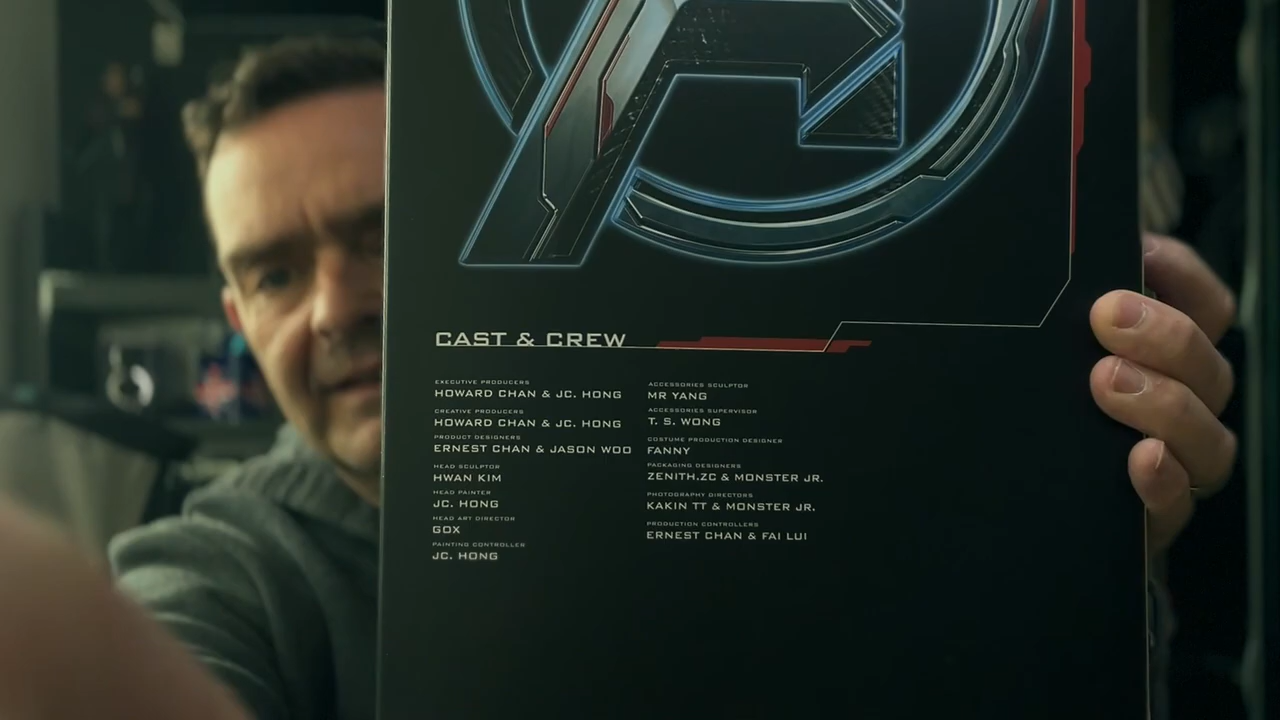 CAST & CREW
EXECUTIVE PRODUCERS
HOWARD CHAN & JC. HONG
CREATIVE PRODUCERS
HOWARD CHAN & JC. HONG
PRODUCT DESIGNERS
ERNEST CHAN & JASON WOO
HEAD SCULPTOR
HWAN KIM
HEAD PAINTER
JC. HONG
HEAD ART DIRECTOR
GOX
PAINTING CONTROLLER
JC. HONG
ACCESSORIES SCULPTOR
MR YANG
ACCESSORIES SUPERVISOR
T. S. WONG
COSTUME PRODUCTION DESIGNER
FANNY
PACKAGING DESIGNERS
ZENITH.ZC & MONSTER JR.
PHOTOGRAPHY DIRECTORS
KAKIN TT & MONSTER JR.
PRODUCTION CONTROLLERS
ERNEST CHAN & FAI LUI